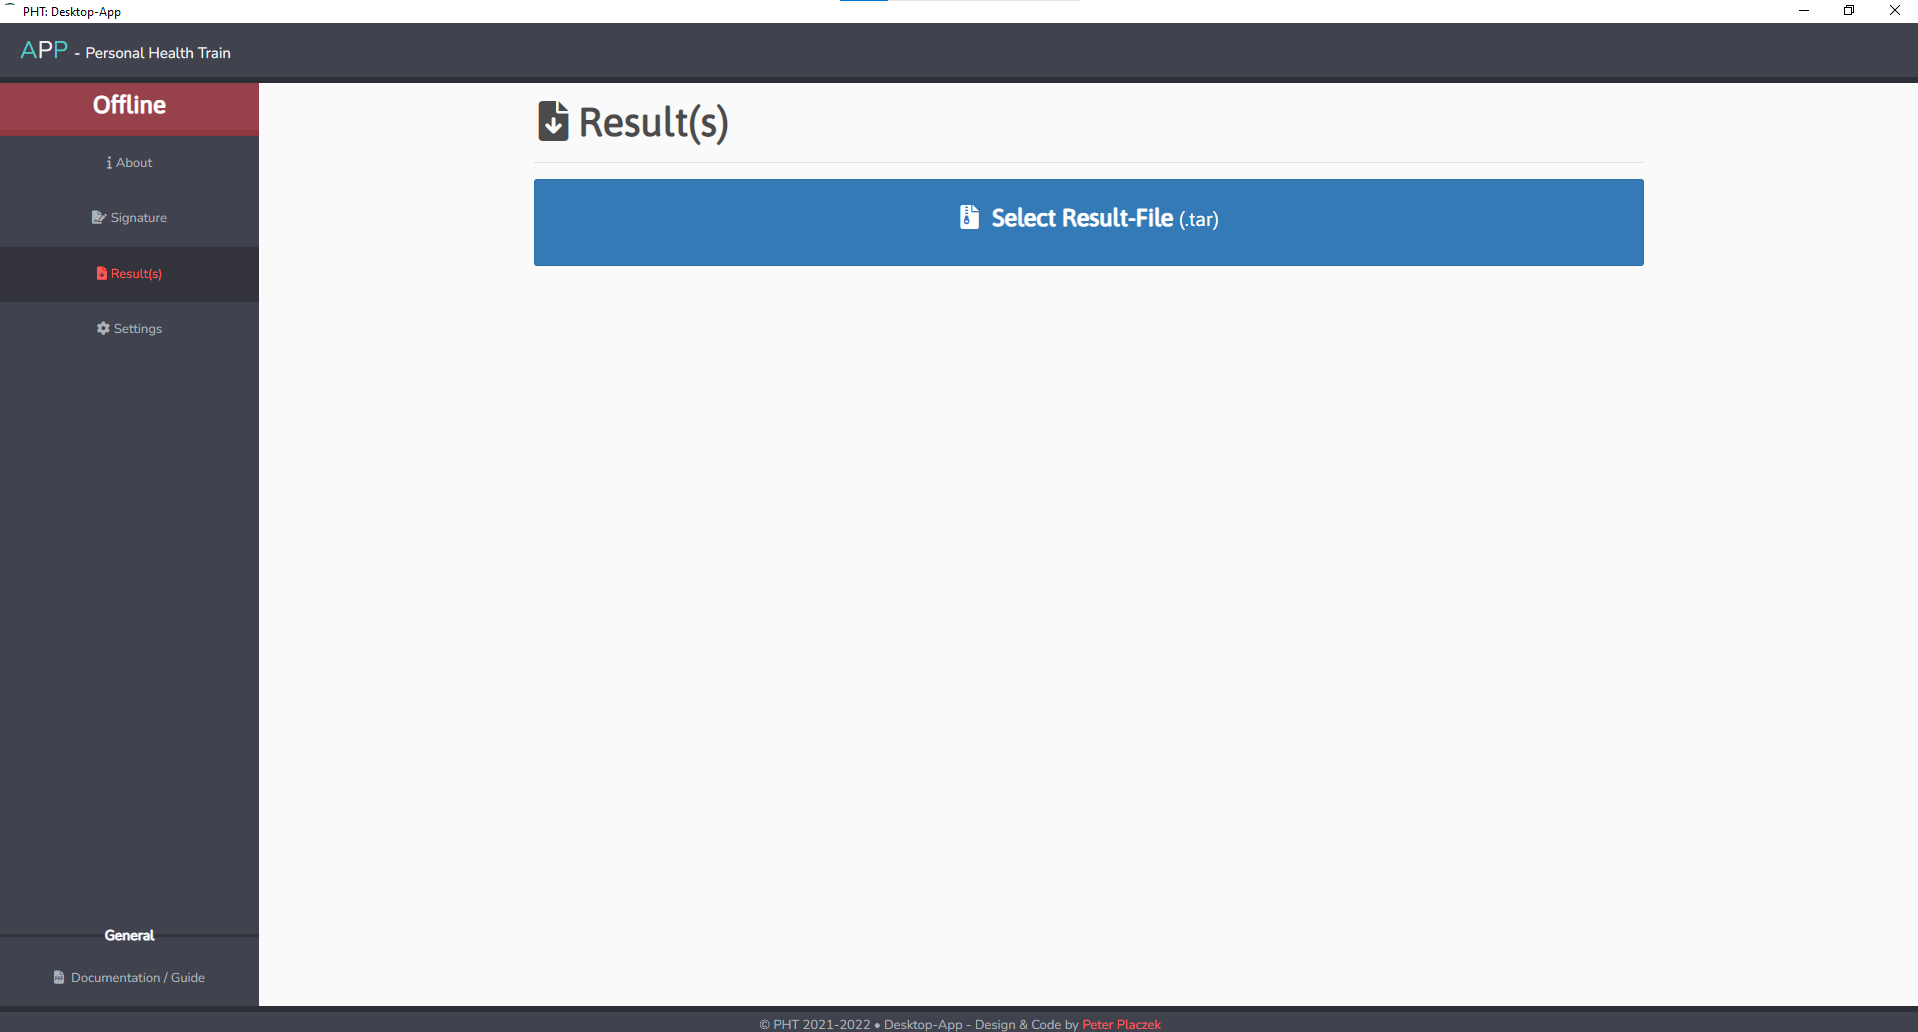 PHT: Desktop-App
APP - Personal Health Train
Offline
About
Signature
Result(s)
Settings
General
Documentation / Guide
Result(s)
Select Result-File (.tar)
© PHT 2021-2022 • Desktop-App - Design & Code by Peter Placzek